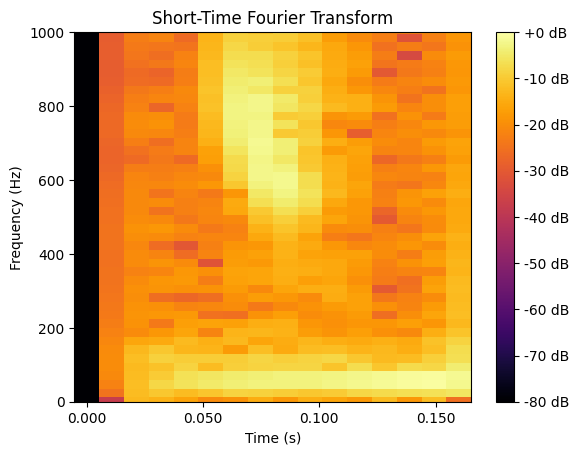 Short-Time Fourier Transform
1000
800
600
400
200
0
Frequency (Hz)
0.000
0.050
0.100
0.150
Time (s)
+0 dB
-10 dB
-20 dB
-30 dB
-40 dB
-50 dB
-60 dB
-70 dB
-80 dB